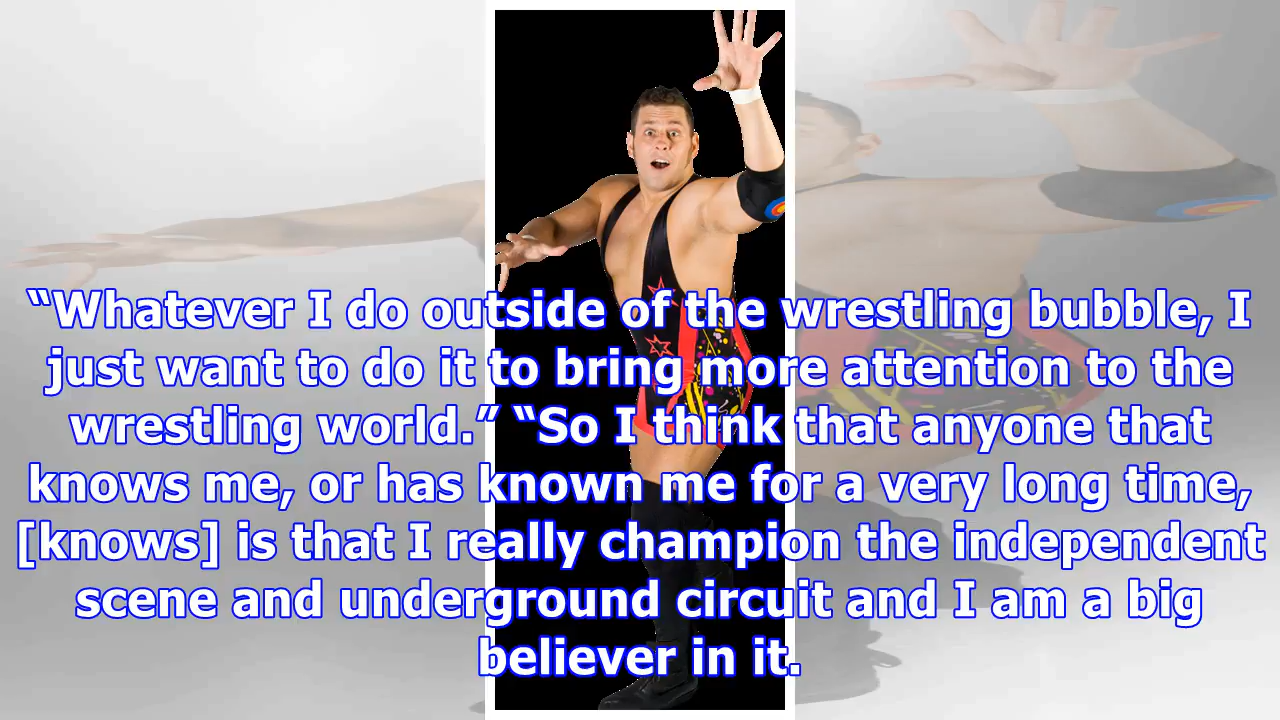 “Whatever I do outside of the wrestling bubble, I
just want to do it to bring more attention to the
wrestling world.” “So I think that anyone that
knows me, or has known me for a very long time,
[knows] is that I really champion the independent
scene and underground circuit and I am a big
believer in it.